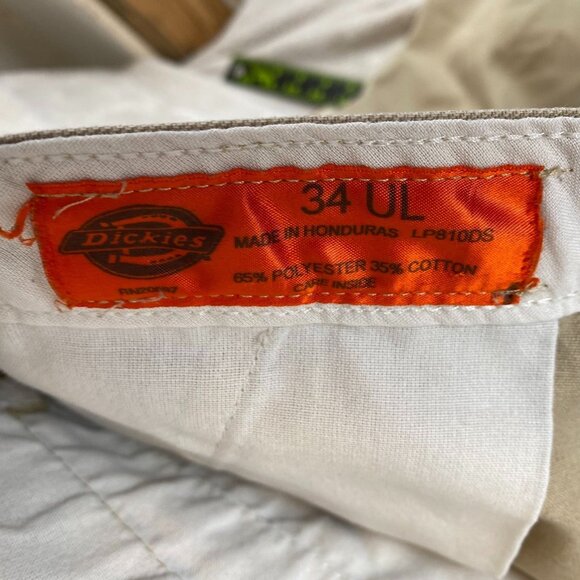 34 UL
Dickies
MADE IN HONDURAS LP810DS
65% POLYESTER 35% COTTON
CARE INSIDE